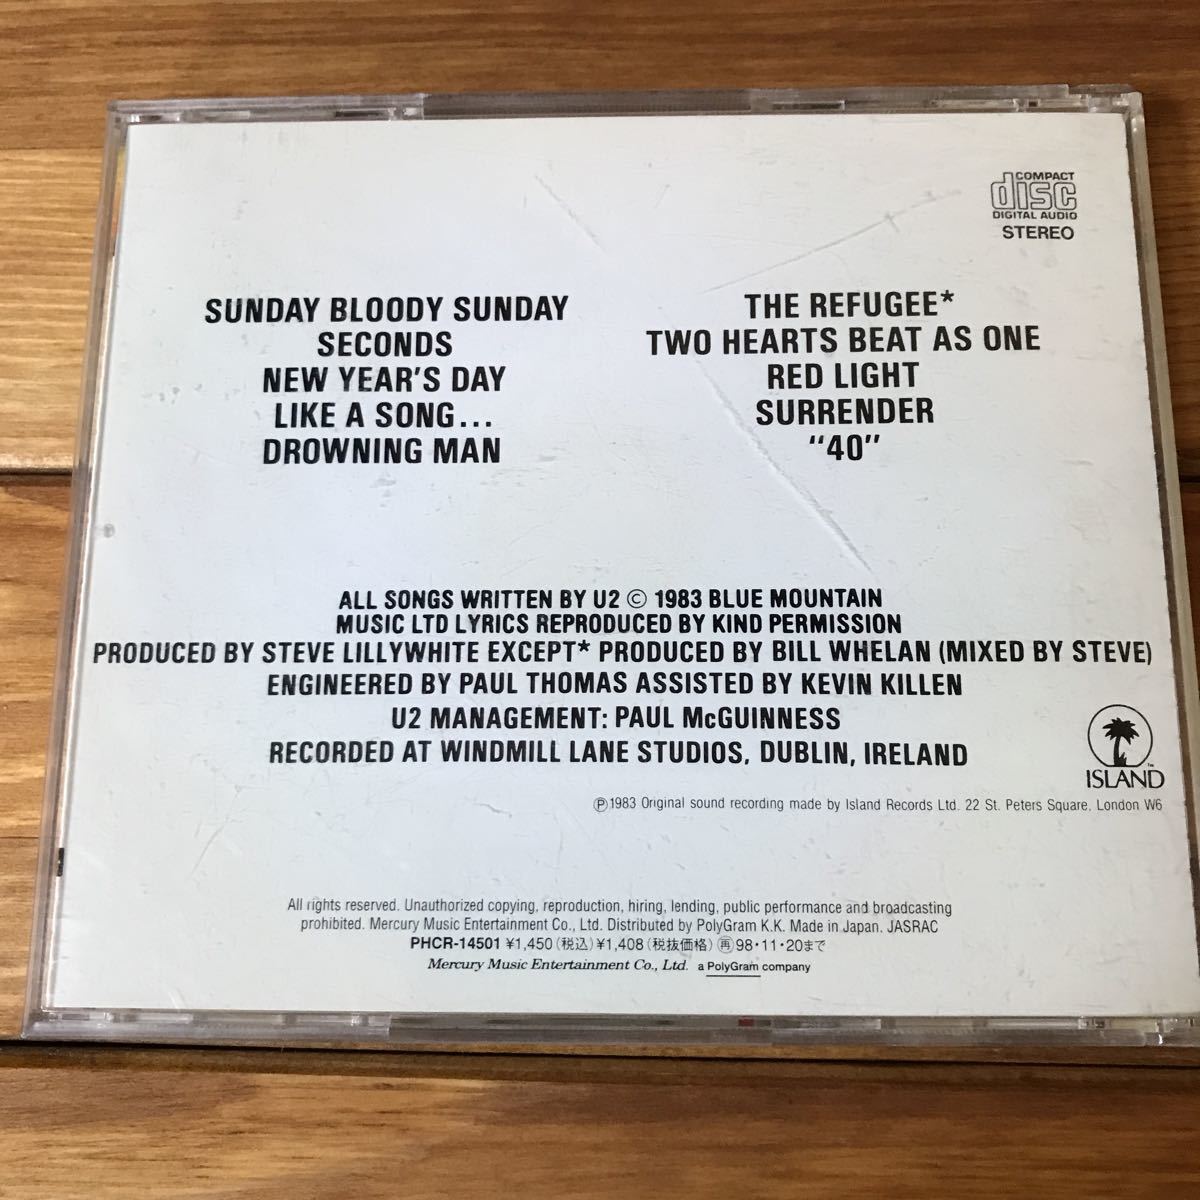 COMPACT
disc
DIGITAL AUDIO
STEREO
SUNDAY BLOODY SUNDAY
SECONDS
NEW YEAR'S DAY
LIKE A SONG...
DROWNING MAN
THE REFUGEE*
TWO HEARTS BEAT AS ONE
RED LIGHT
SURRENDER
"40"
ALL SONGS WRITTEN BY U2 © 1983 BLUE MOUNTAIN
MUSIC LTD LYRICS REPRODUCED BY KIND PERMISSION
PRODUCED BY STEVE LILLYWHITE EXCEPT* PRODUCED BY BILL WHELAN (MIXED BY STEVE)
ENGINEERED BY PAUL THOMAS ASSISTED BY KEVIN KILLEN
U2 MANAGEMENT: PAUL McGUINNESS
RECORDED AT WINDMILL LANE STUDIOS, DUBLIN, IRELAND
ISLAND™
℗1983 Original sound recording made by Island Records Ltd. 22 St. Peters Square, London W6
All rights reserved. Unauthorized copying, reproduction, hiring, lending, public performance and broadcasting
prohibited. Mercury Music Entertainment Co., Ltd. Distributed by PolyGram K.K. Made in Japan. JASRAC
PHCR-14501 ¥1,450(税込)¥1,408(税抜価格)㊢98・11・20まで
Mercury Music Entertainment Co., Ltd. a PolyGram company